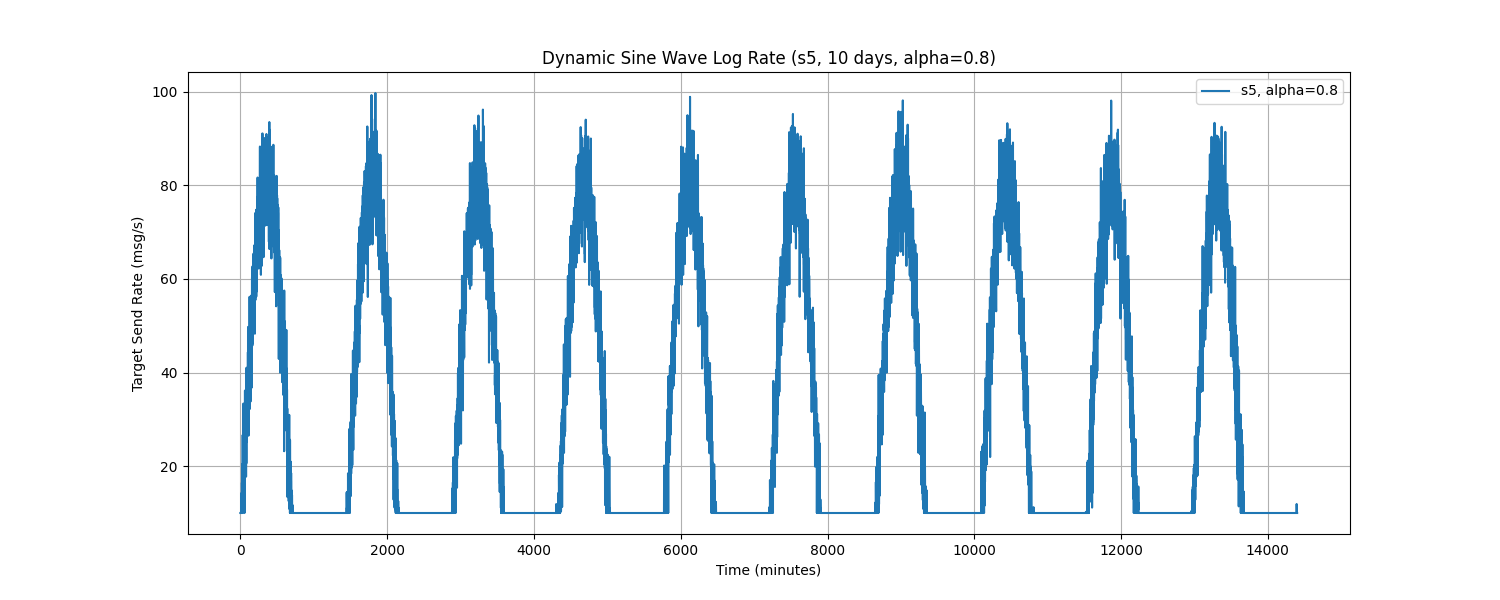 Dynamic Sine Wave Log Rate (s5, 10 days, alpha=0.8)
s5, alpha=0.8
Target Send Rate (msg/s)
100
80
60
40
20
0 2000 4000 6000 8000 10000 12000 14000
Time (minutes)